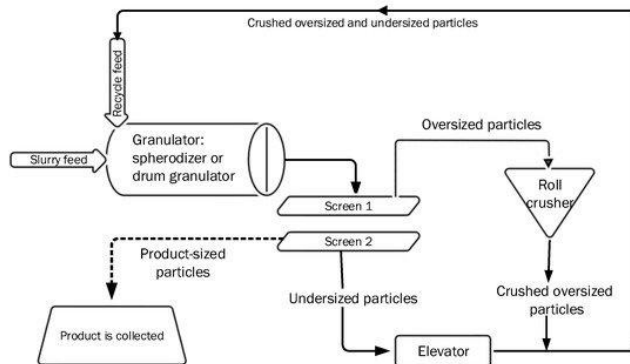 Crushed oversized and undersized particles
Recycle feed
Granulator:
spherodizer or
drum granulator
Slurry feed
Oversized particles
Roll
crusher
Screen 1
Screen 2
Product-sized
particles
Undersized particles
Crushed oversized
particles
Product is collected
Elevator